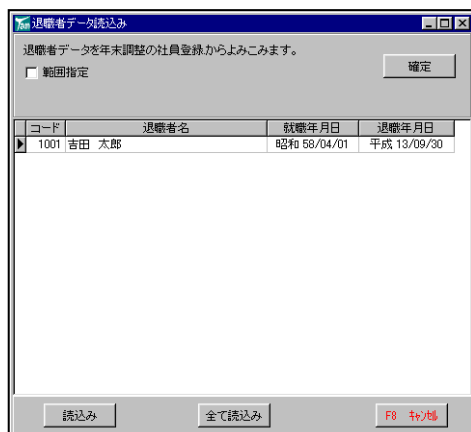 退職者データ読込み
退職者データを年末調整の社員登録からよみこみます。
範囲指定
確定
コード 退職者名 就職年月日 退職年月日
1001 吉田 太郎 昭和 58/04/01 平成 13/09/30
読込み 全て読込み F8 キャンセル